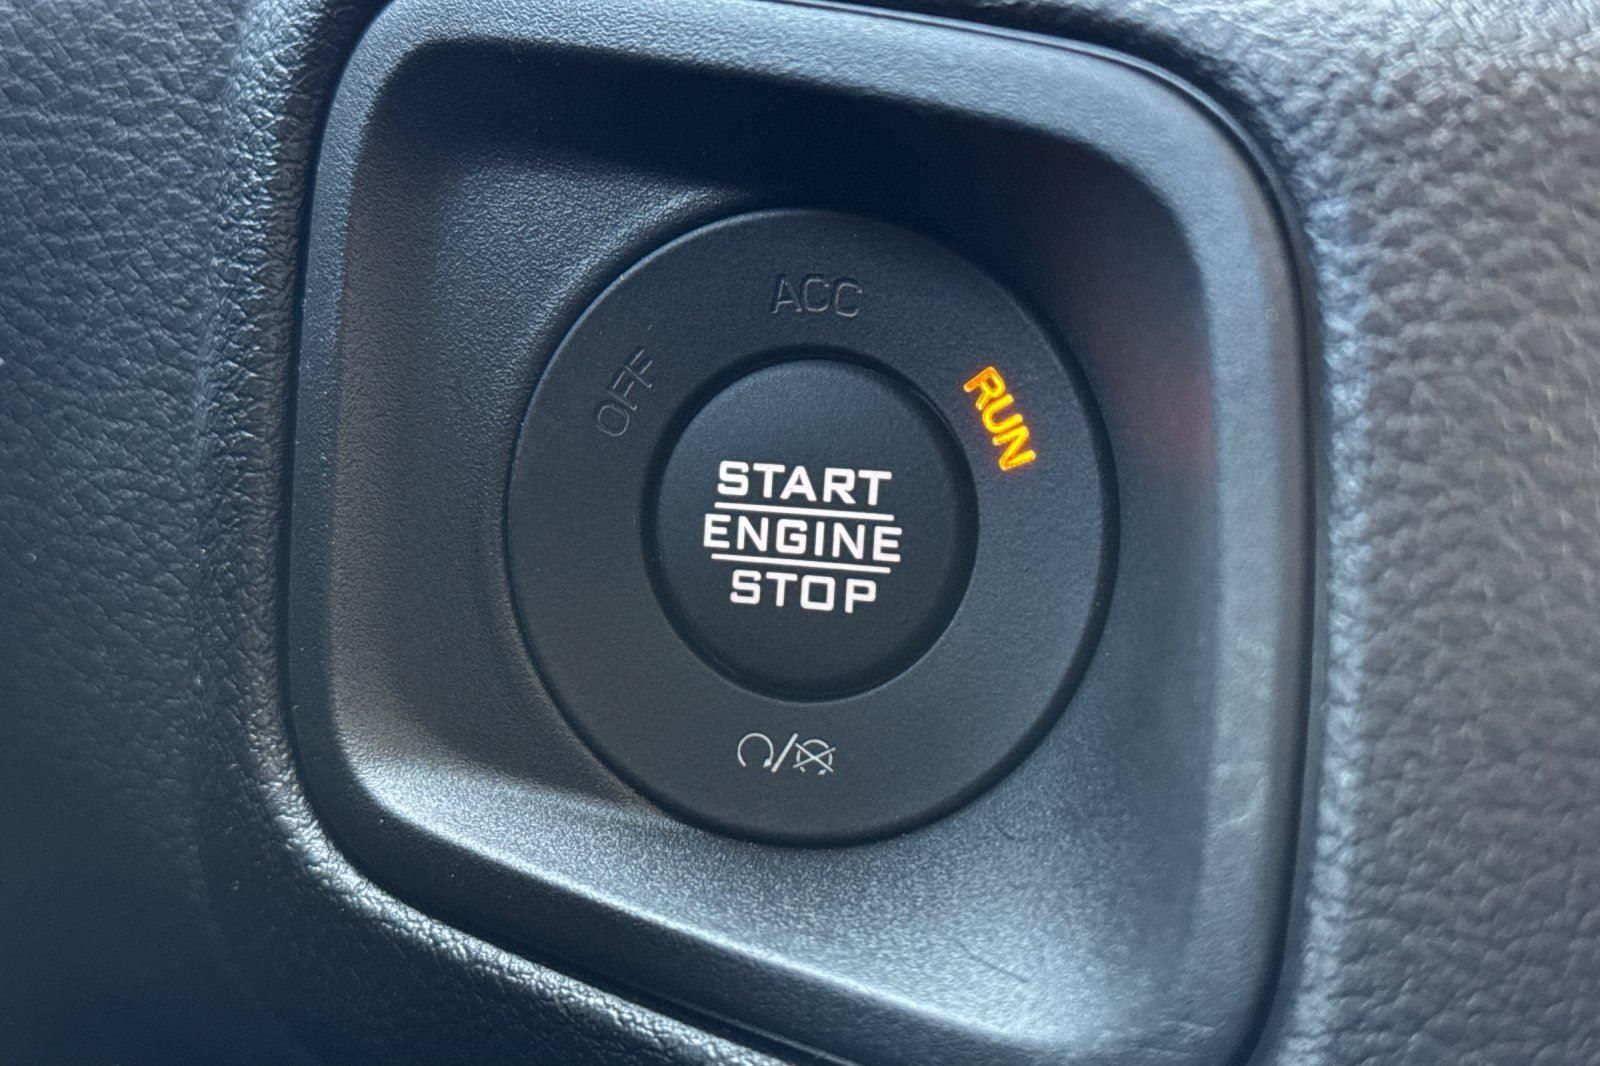 ACC
OFF
RUN
START
ENGINE
STOP